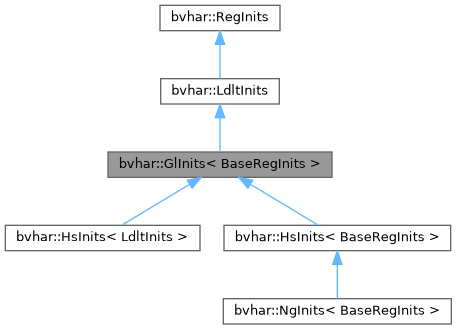 bvhar::RegInits
bvhar::LdltInits
bvhar::GlInits< BaseRegInits >
bvhar::HsInits< LdltInits >
bvhar::HsInits< BaseRegInits >
bvhar::NgInits< BaseRegInits >